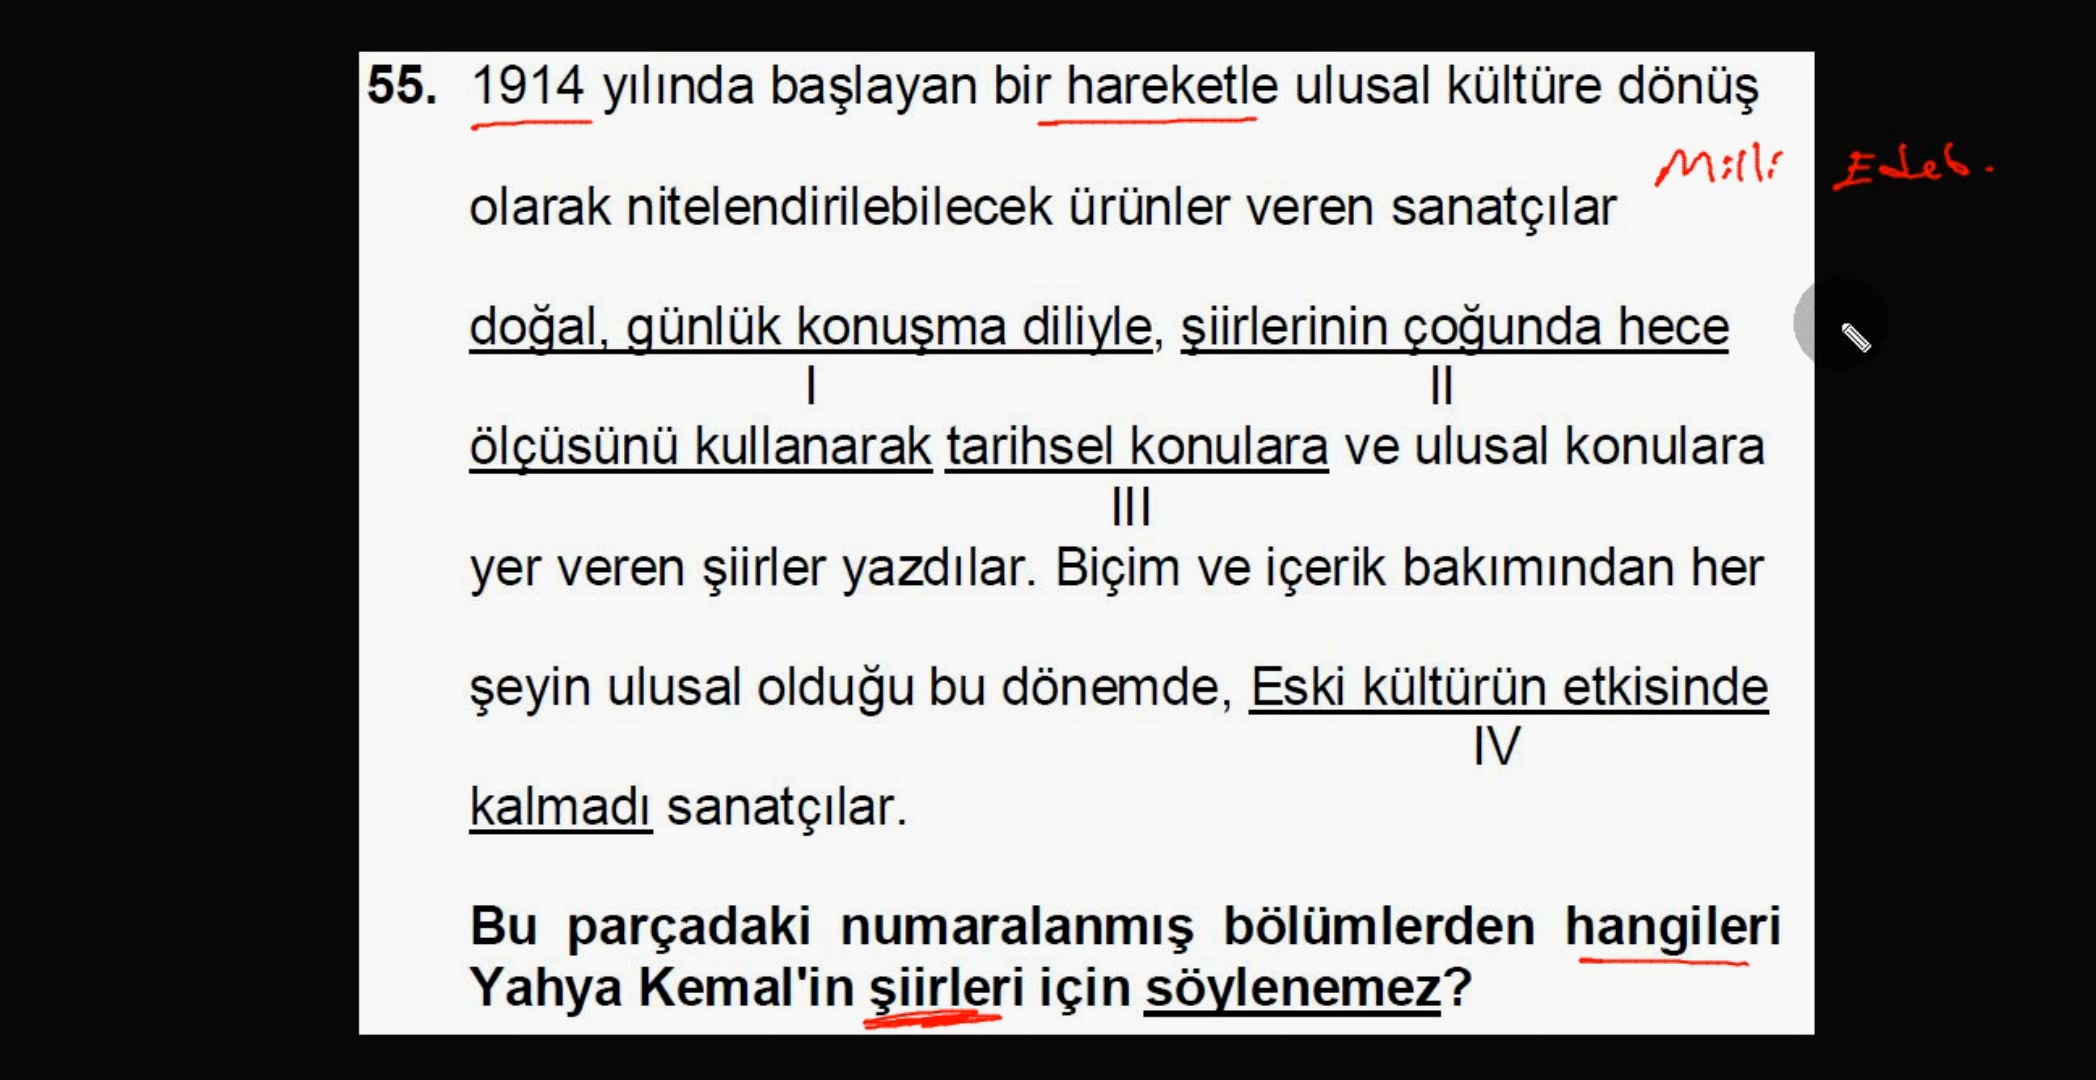 55. 1914 yılında başlayan bir hareketle ulusal kültüre dönüş
Milli Edeb.
olarak nitelendirilebilecek ürünler veren sanatçılar
doğal, günlük konuşma diliyle, şiirlerinin çoğunda hece
I II
ölçüsünü kullanarak tarihsel konulara ve ulusal konulara
III
yer veren şiirler yazdılar. Biçim ve içerik bakımından her
şeyin ulusal olduğu bu dönemde, Eski kültürün etkisinde
IV
kalmadı sanatçılar.
Bu parçadaki numaralanmış bölümlerden hangileri
Yahya Kemal'in şiirleri için söylenemez?